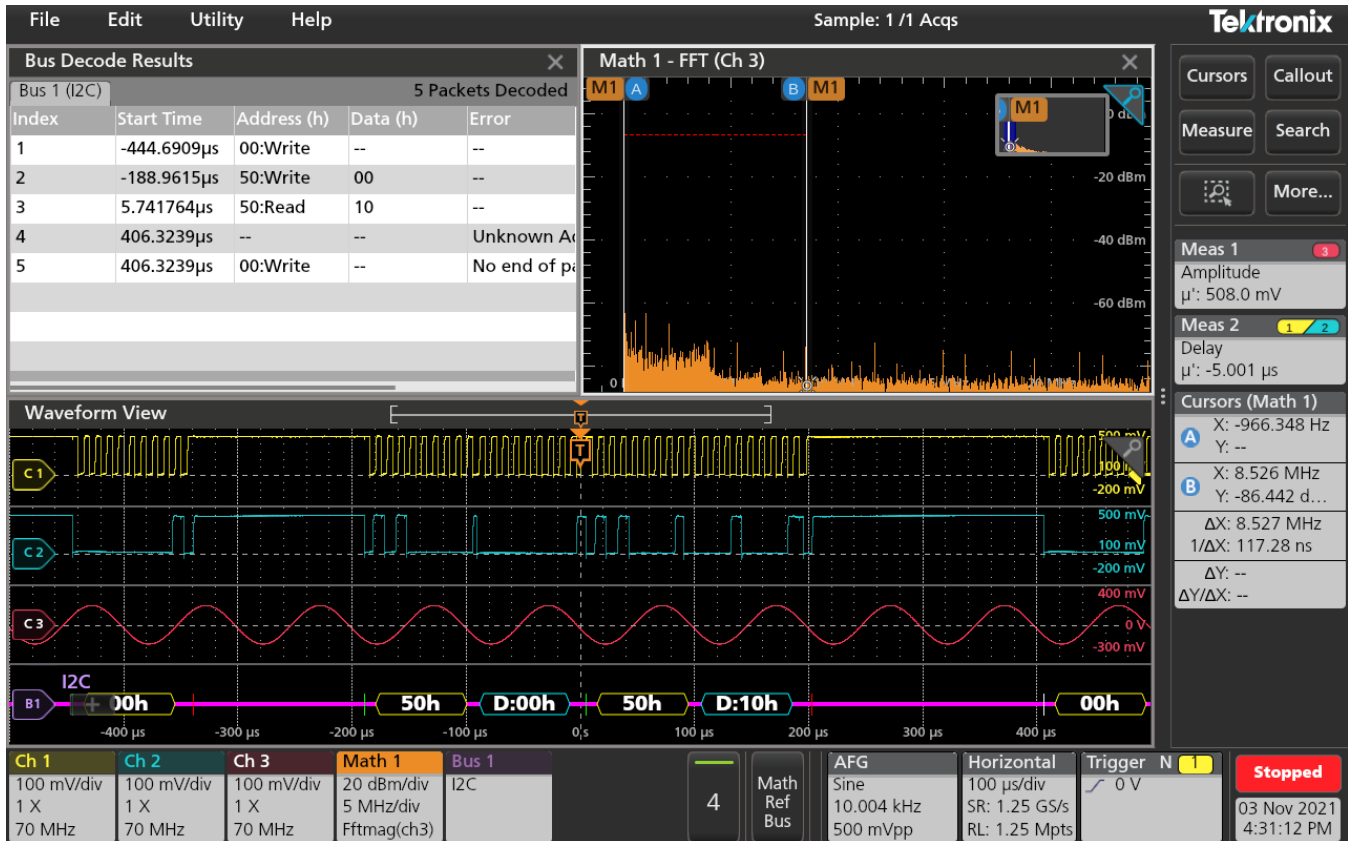 File Edit Utility Help Sample: 1 /1 Acqs Tektronix
Bus Decode Results
Bus 1 (I2C) 5 Packets Decoded
Index Start Time Address (h) Data (h) Error
1 -444.6909µs 00:Write -- --
2 -188.9615µs 50:Write 00 --
3 5.741764µs 50:Read 10 --
4 406.3239µs -- -- Unknown
5 406.3239µs 00:Write -- No end of
Math 1 - FFT (Ch 3)
M1 A B M1
M1
-20 dBm
-40 dBm
-60 dBm
Cursors Callout
Measure Search
More...
Meas 1 3
Amplitude
µ': 508.0 mV
Meas 2 1 2
Delay
µ': -5.001 µs
Cursors (Math 1)
A X: -966.348 Hz
Y: --
B X: 8.526 MHz
Y: -86.442 d...
ΔX: 8.527 MHz
1/ΔX: 117.28 ns
ΔY: --
ΔY/ΔX: --
Waveform View
T
T
C 1
500 mV
-200 mV
C 2
500 mV
100 mV
-200 mV
C 3
400 mV
0 V
-300 mV
I2C
B1 00h 50h D:00h 50h D:10h 00h
-400 µs -300 µs -200 µs -100 µs 0 s 100 µs 200 µs 300 µs 400 µs
Ch 1
100 mV/div
1 X
70 MHz
Ch 2
100 mV/div
1 X
70 MHz
Ch 3
100 mV/div
1 X
70 MHz
Math 1
20 dBm/div
5 MHz/div
Fftmag(ch3)
Bus 1
I2C
4
Math
Ref
Bus
AFG
Sine
10.004 kHz
500 mVpp
Horizontal
100 µs/div
SR: 1.25 GS/s
RL: 1.25 Mpts
Trigger N 1
0 V
Stopped
03 Nov 2021
4:31:12 PM